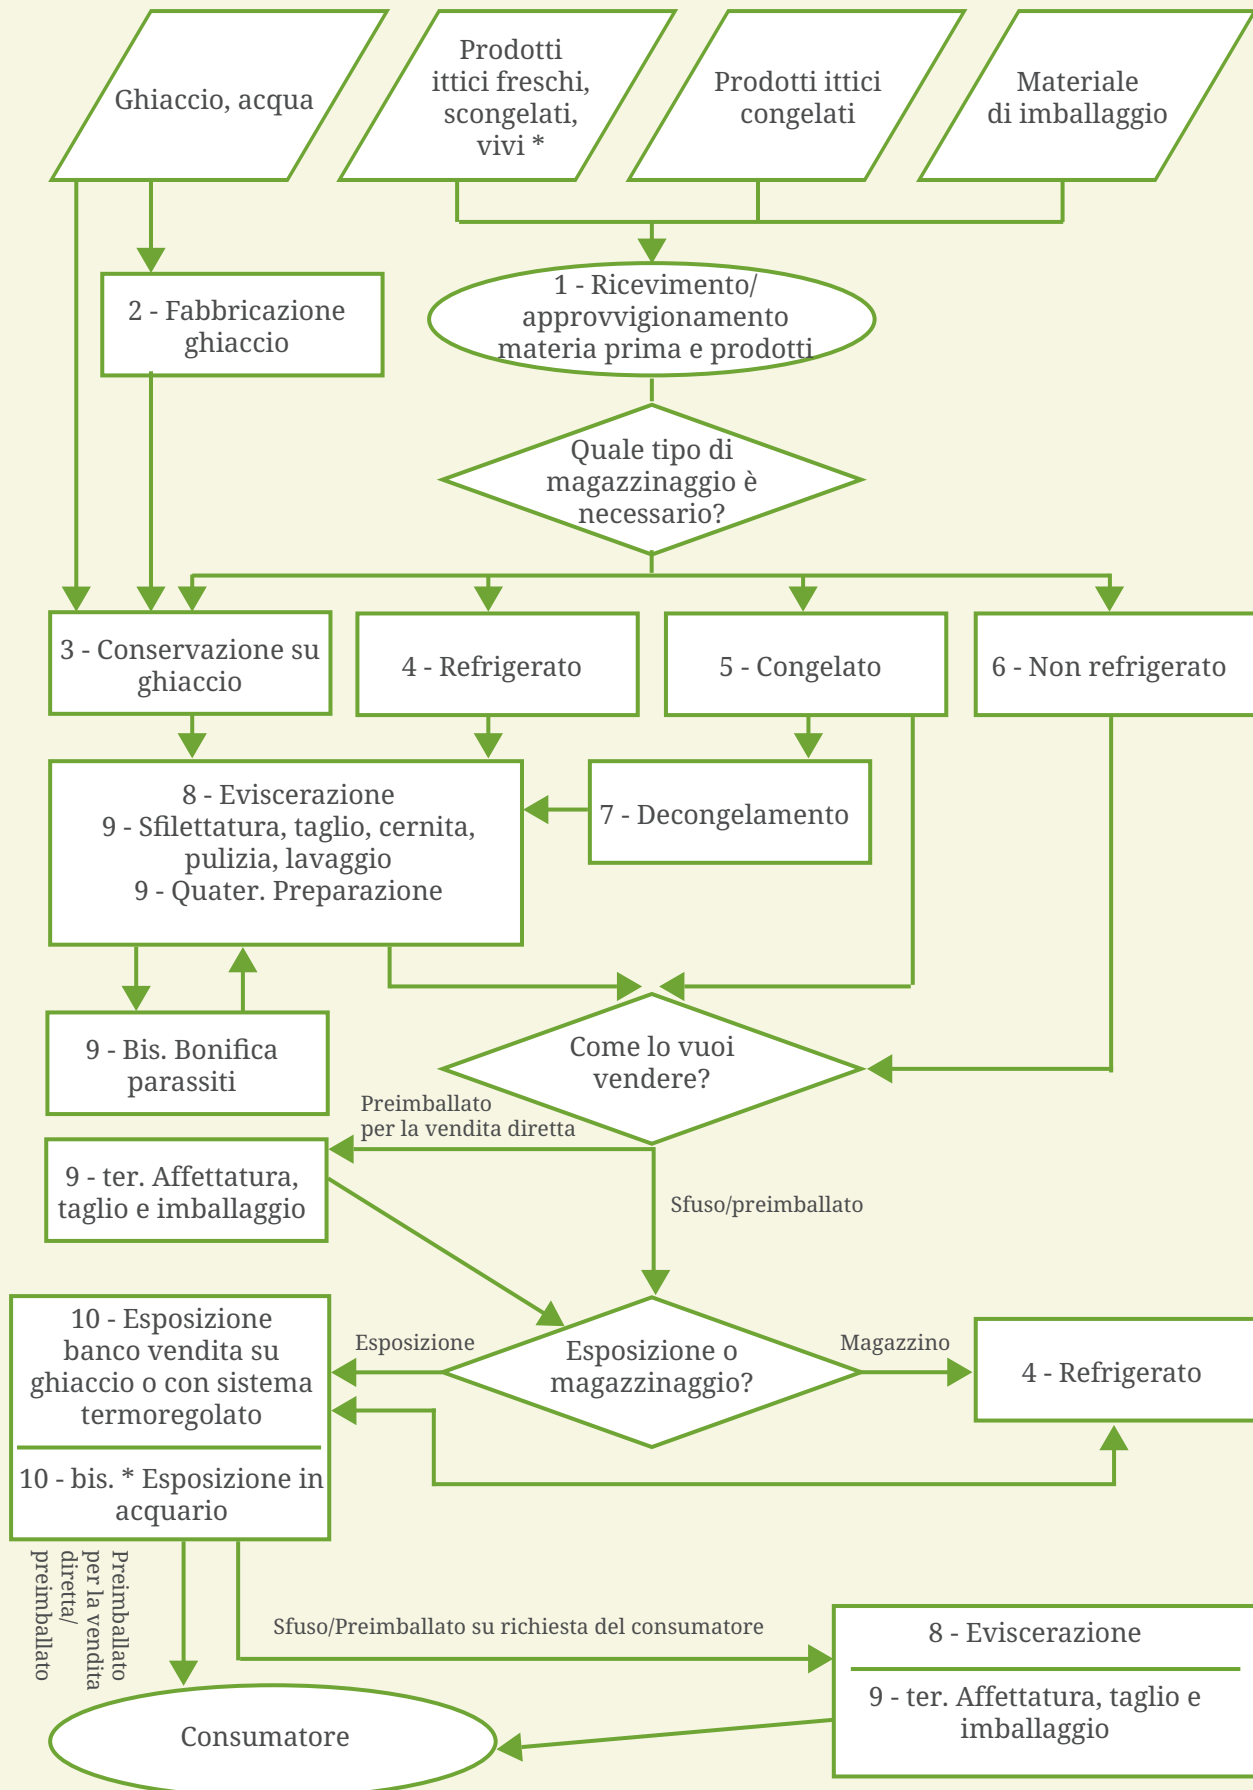 Ghiaccio, acqua
Prodotti
ittici freschi,
scongelati,
vivi *
Prodotti ittici
congelati
Materiale
di imballaggio
2 - Fabbricazione
ghiaccio
1 - Ricevimento/
approvvigionamento
materia prima e prodotti
Quale tipo di
magazzinaggio è
necessario?
3 - Conservazione su
ghiaccio
4 - Refrigerato
5 - Congelato
6 - Non refrigerato
8 - Eviscerazione
9 - Sfilettatura, taglio, cernita,
pulizia, lavaggio
9 - Quater. Preparazione
7 - Decongelamento
9 - Bis. Bonifica
parassiti
Come lo vuoi
vendere?
Preimballato
per la vendita diretta
9 - ter. Affettatura,
taglio e imballaggio
Sfuso/preimballato
10 - Esposizione
banco vendita su
ghiaccio o con sistema
termoregolato
10 - bis. * Esposizione in
acquario
Esposizione
Esposizione o
magazzinaggio?
Magazzino
4 - Refrigerato
Preimballato
per la vendita
diretta/
preimballato
Sfuso/Preimballato su richiesta del consumatore
8 - Eviscerazione
9 - ter. Affettatura, taglio e
imballaggio
Consumatore